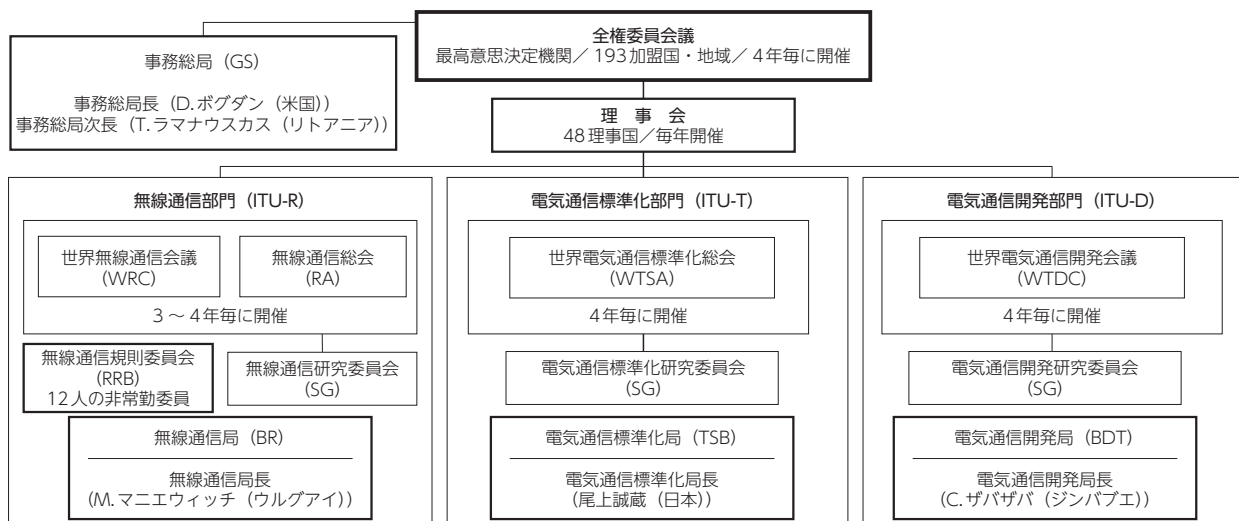 全権委員会議
最高意思決定機関／193加盟国・地域／4年毎に開催
事務総局（GS）
事務総局長（D.ボグダン（米国））
事務総局次長（T.ラマナウスカス（リトアニア））
理　事　会
48理事国／毎年開催
無線通信部門（ITU-R）
世界無線通信会議
(WRC)
無線通信総会
(RA)
3～4年毎に開催
無線通信規則委員会
(RRB)
12人の非常勤委員
無線通信研究委員会
(SG)
無線通信局（BR）
無線通信局長
(M.マニエウィッチ（ウルグアイ）)
電気通信標準化部門（ITU-T）
世界電気通信標準化総会
(WTSA)
4年毎に開催
電気通信標準化研究委員会
(SG)
電気通信標準化局（TSB）
電気通信標準化局長
(尾上誠蔵（日本）)
電気通信開発部門（ITU-D）
世界電気通信開発会議
(WTDC)
4年毎に開催
電気通信開発研究委員会
(SG)
電気通信開発局（BDT）
電気通信開発局長
(C.ザバザバ（ジンバブエ）)